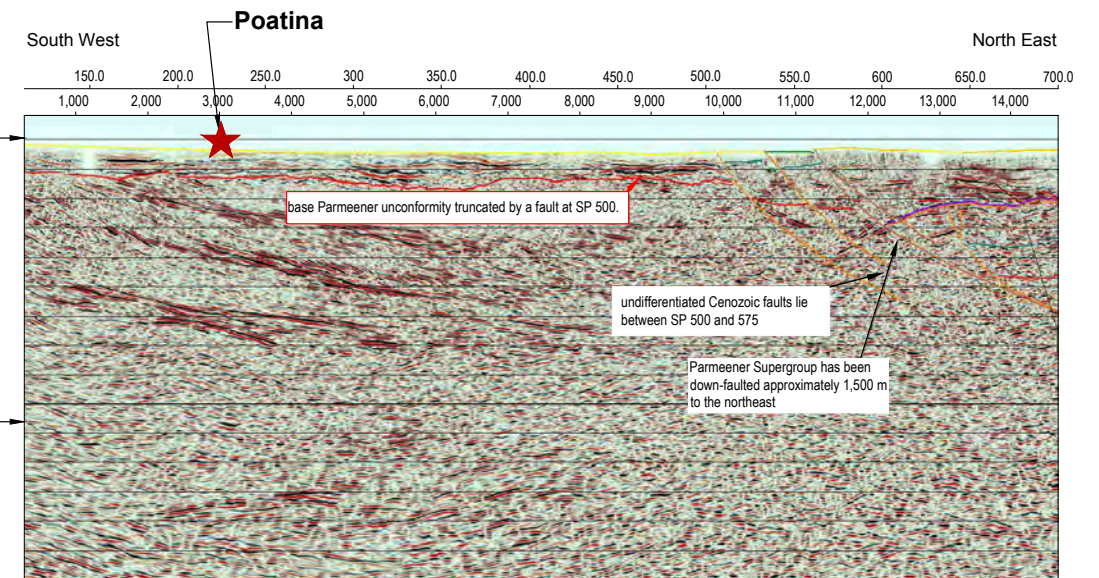 Poatina
South West
North East
150.0 200.0 250.0 300 350.0 400.0 450.0 500.0 550.0 600 650.0 700.0
1,000 2,000 3,000 4,000 5,000 6,000 7,000 8,000 9,000 10,000 11,000 12,000 13,000 14,000
base Parmeener unconformity truncated by a fault at SP 500.
undifferentiated Cenozoic faults lie
between SP 500 and 575
Parmeener Supergroup has been
down-faulted approximately 1,500 m
to the northeast